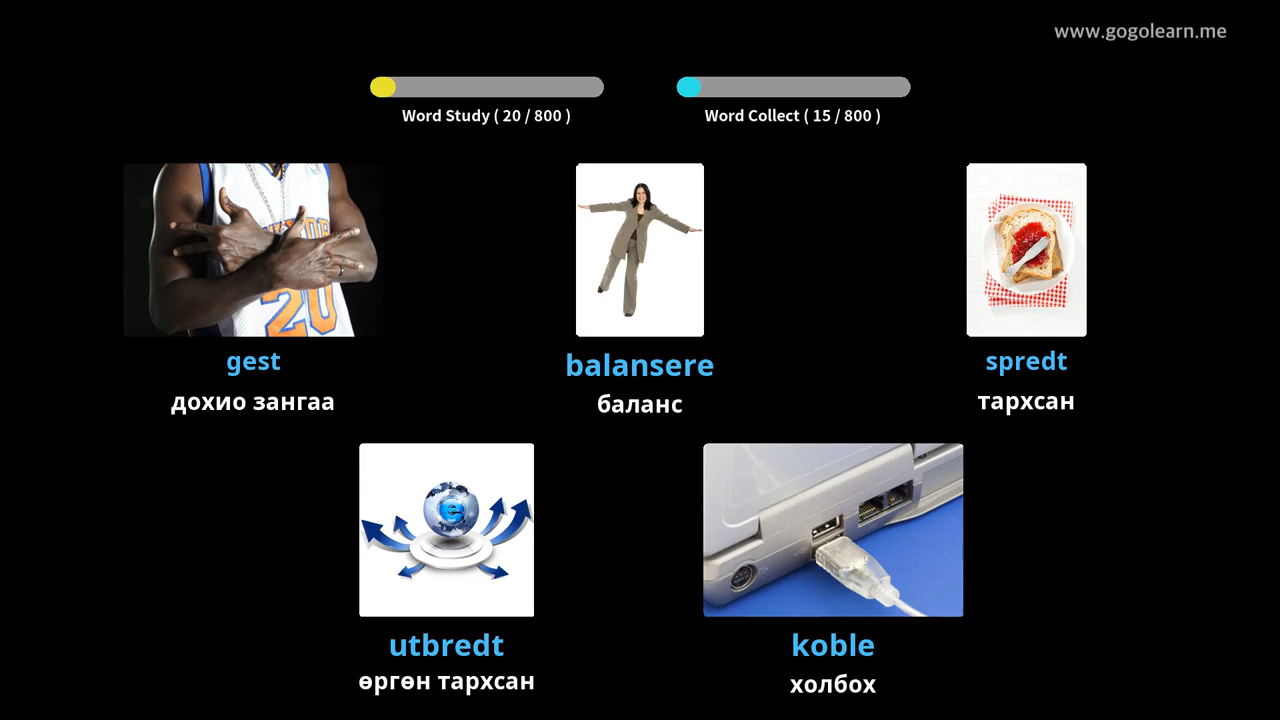 www.gogolearn.me
Word Study ( 20 / 800 )
Word Collect ( 15 / 800 )
20
gest
дохио зангаа
balansere
баланс
spredt
тархсан
e
utbredt
өргөн тархсан
koble
холбох